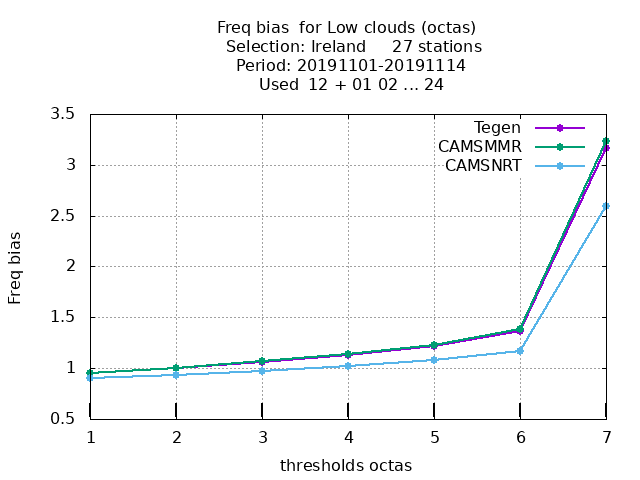 Freq bias  for Low clouds (octas)
Selection: Ireland     27 stations
Period: 20191101-20191114
Used  12 + 01 02 ... 24
3.5
3
2.5
2
1.5
1
0.5
Freq bias
Tegen
CAMSMMR
CAMSNRT
1 2 3 4 5 6 7
thresholds octas